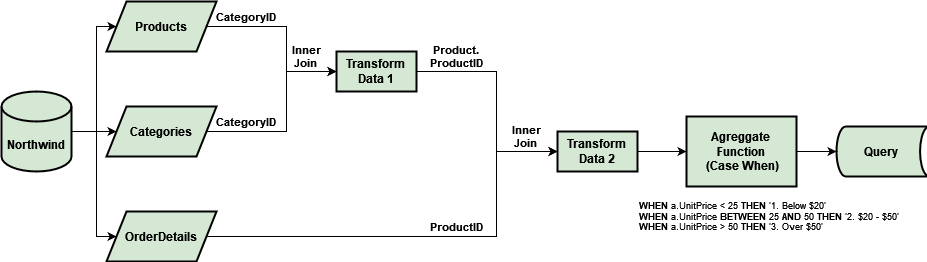 Products
CategoryID
Inner
Join
Transform
Data 1
Product.
ProductID
Northwind
Categories
CategoryID
Inner
Join
Transform
Data 2
Agreggate
Function
(Case When)
Query
OrderDetails
ProductID
WHEN a.UnitPrice < 25 THEN '1. Below $20'
WHEN a.UnitPrice BETWEEN 25 AND 50 THEN '2. $20 - $50'
WHEN a.UnitPrice > 50 THEN '3. Over $50'